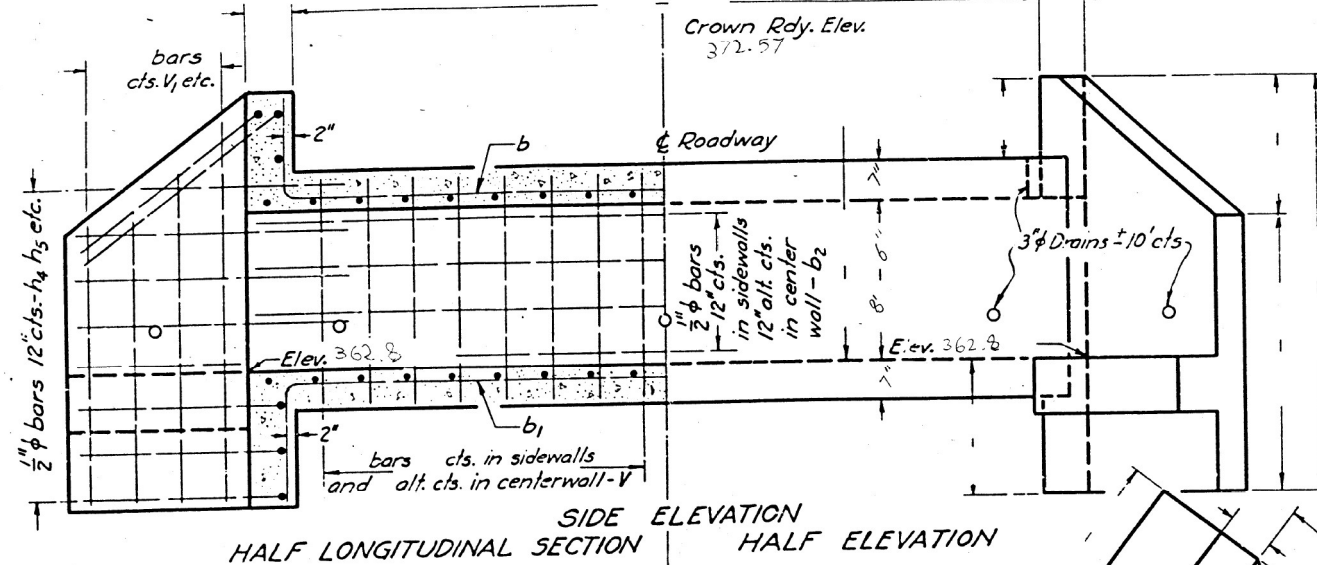 Crown Rdy. Elev.
372.57
bars
cts. V, etc.
2"
b
℄ Roadway
7"
1/2" φ bars 12" cts.-h4 h5 etc.
1/2" φ bars
12" cts.
in sidewalls
12" alt. cts.
in center
wall-b2
8'-0"
3"φ Drains ± 10' cts
Elev. 362.8
Elev. 362.8
7"
2"
b1
bars cts. in sidewalls
and alt. cts. in centerwall-V
SIDE ELEVATION
HALF LONGITUDINAL SECTION
HALF ELEVATION